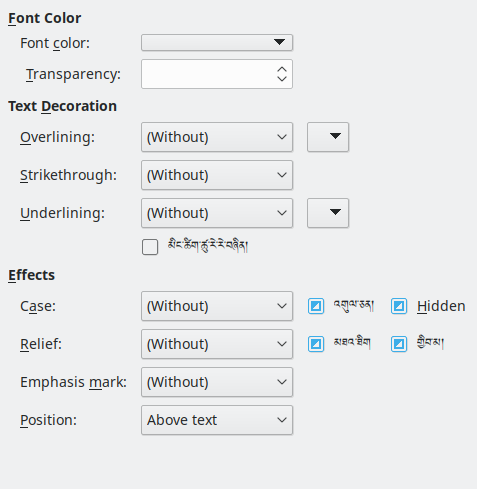 Font Color
Font color:
Transparency:
Text Decoration
Overlining: (Without)
Strikethrough: (Without)
Underlining: (Without)
མིང་ཚིག་ཚུ་རེ་རེ་བཞིན།
Effects
Case: (Without) འགུལ་ཅན། Hidden
Relief: (Without) མཐའ་ཐིག གྱིབ་མ།
Emphasis mark: (Without)
Position: Above text